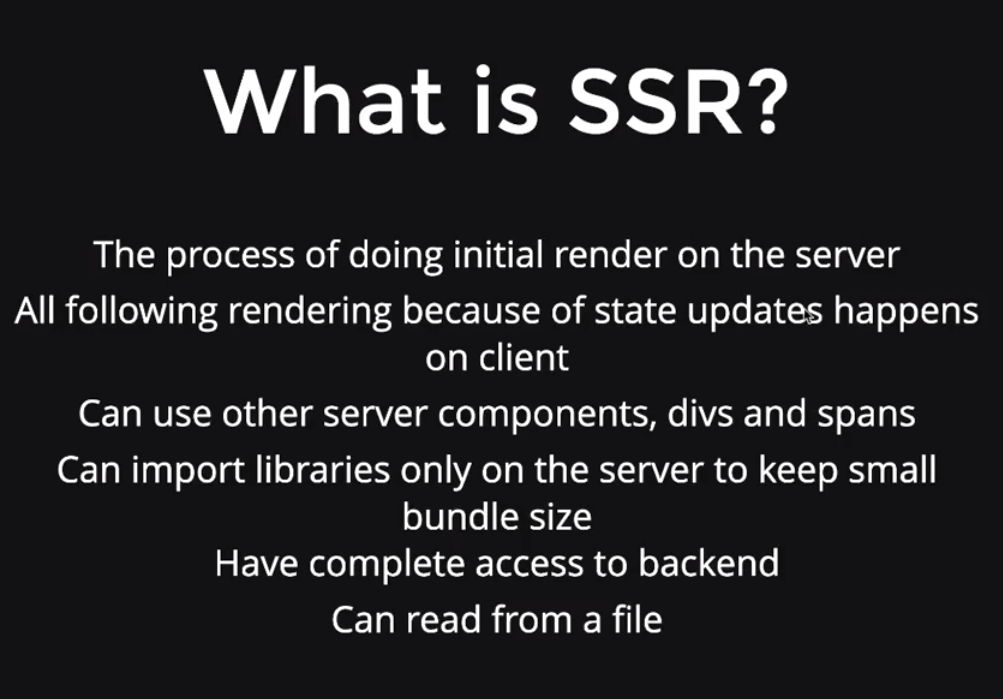 What is SSR?
The process of doing initial render on the server
All following rendering because of state updates happens
on client
Can use other server components, divs and spans
Can import libraries only on the server to keep small
bundle size
Have complete access to backend
Can read from a file